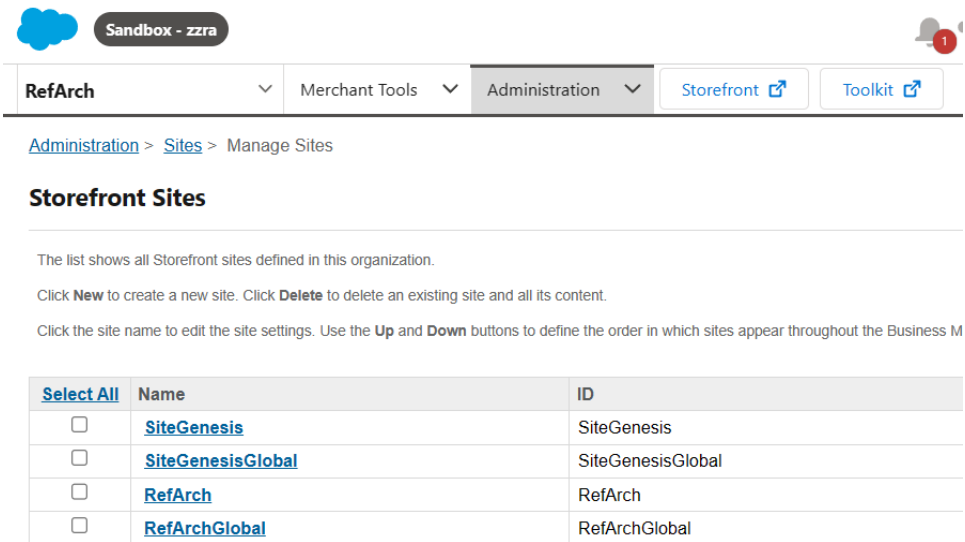 Sandbox - zzra
1
RefArch
Merchant Tools
Administration
Storefront
Toolkit
Administration > Sites > Manage Sites
Storefront Sites
The list shows all Storefront sites defined in this organization.
Click New to create a new site. Click Delete to delete an existing site and all its content.
Click the site name to edit the site settings. Use the Up and Down buttons to define the order in which sites appear throughout the Business M
Select All Name ID
SiteGenesis SiteGenesis
SiteGenesisGlobal SiteGenesisGlobal
RefArch RefArch
RefArchGlobal RefArchGlobal